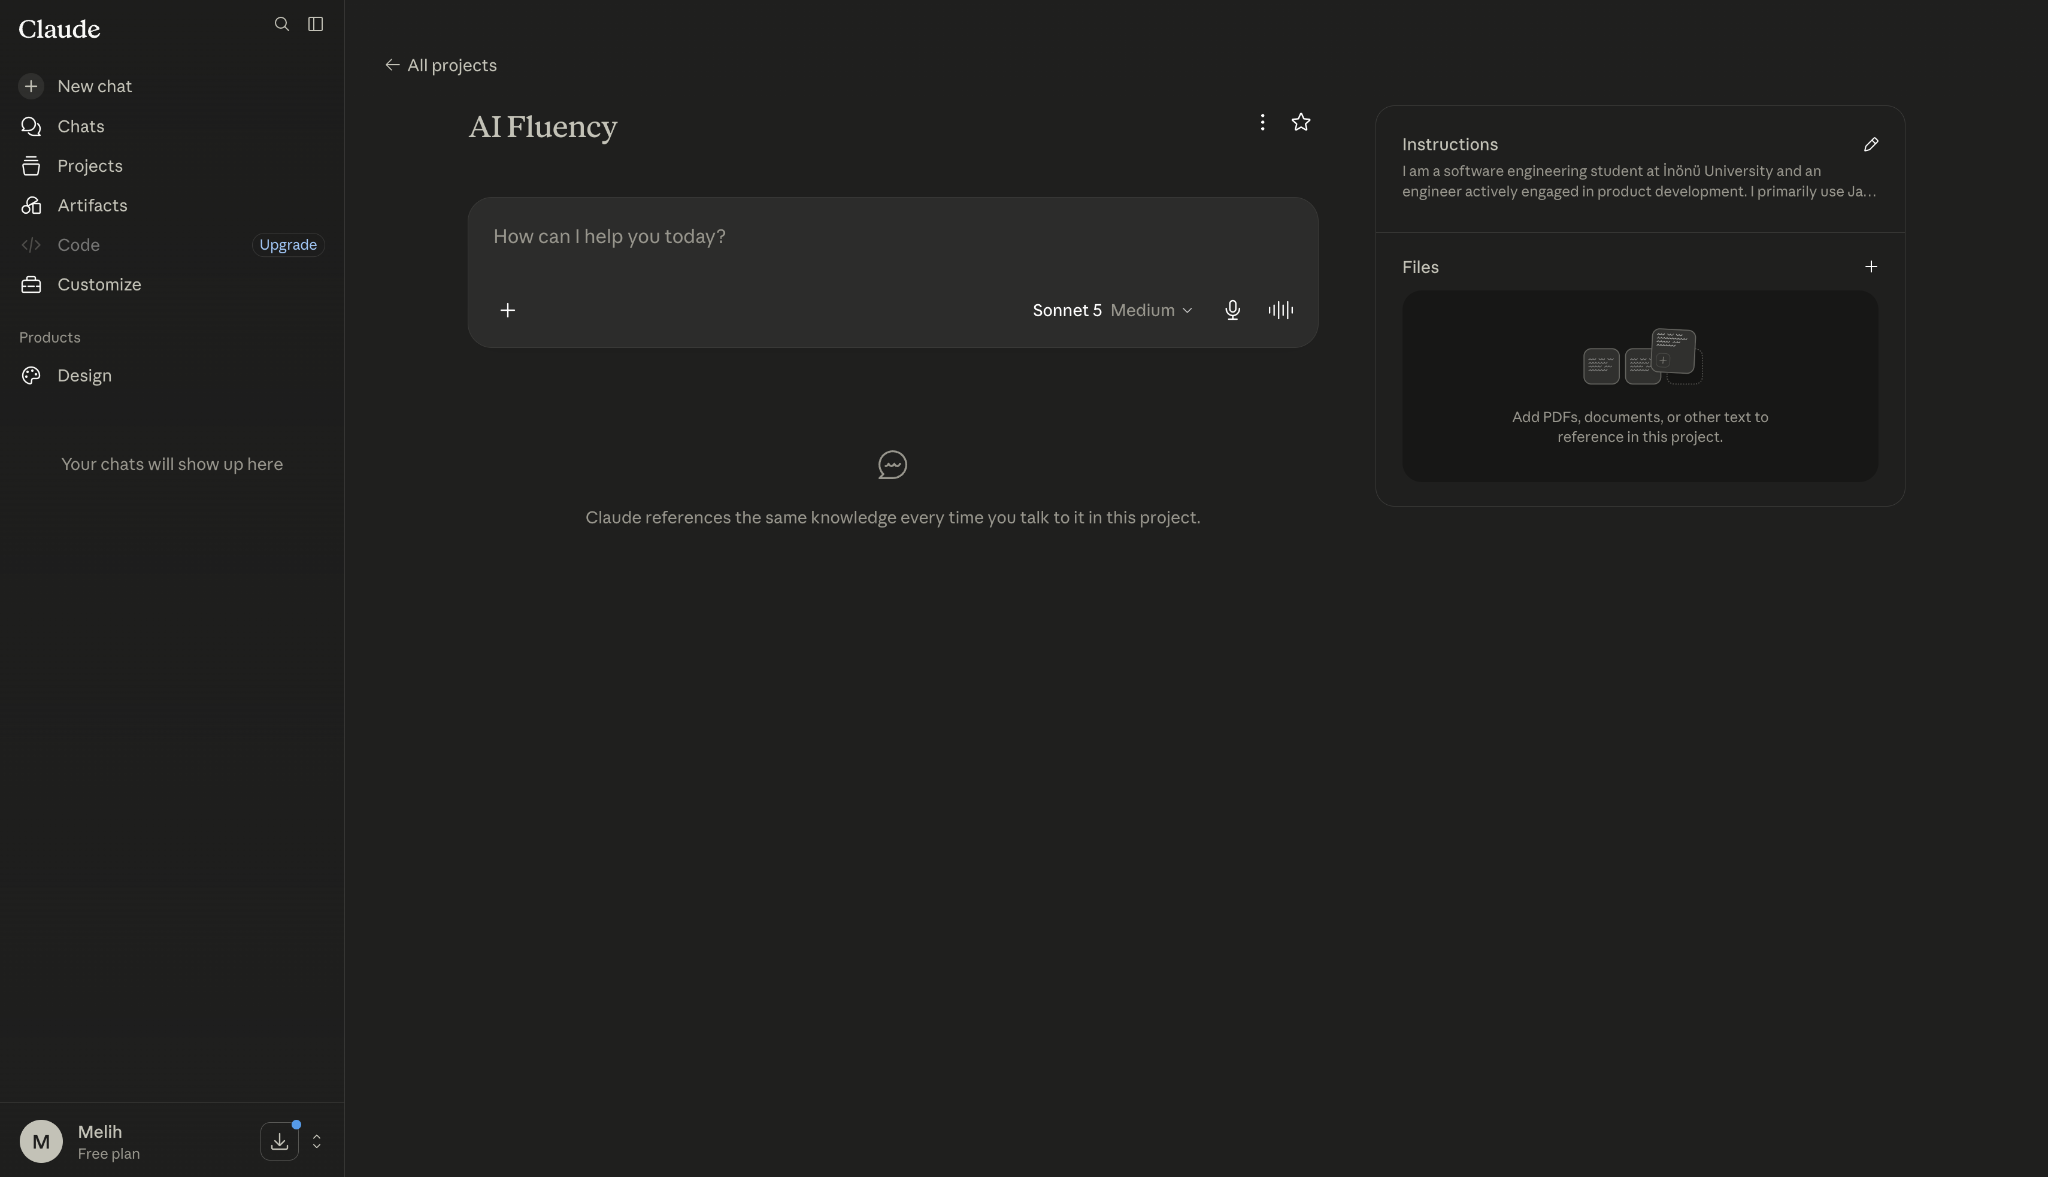 Claude
New chat
Chats
Projects
Artifacts
Code
Upgrade
Customize
Products
Design
Your chats will show up here
Melih
Free plan
M
All projects
AI Fluency
How can I help you today?
Sonnet 5 Medium
Claude references the same knowledge every time you talk to it in this project.
Instructions
I am a software engineering student at İnönü University and an
engineer actively engaged in product development. I primarily use Ja...
Files
Add PDFs, documents, or other text to
reference in this project.